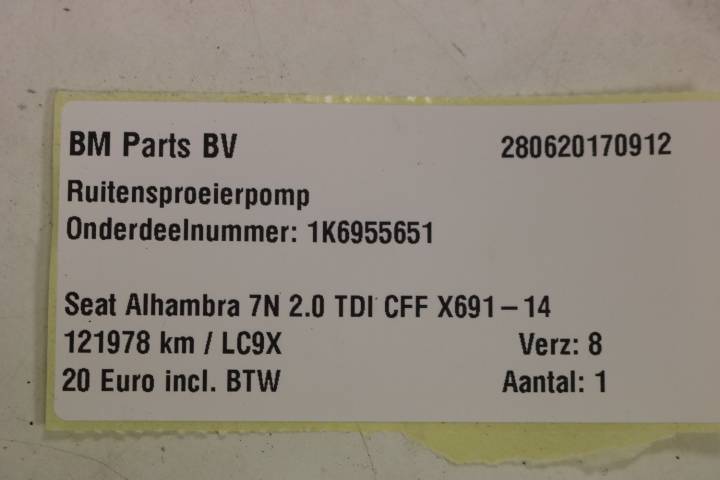 BM Parts BV 280620170912
Ruitensproeierpomp
Onderdeelnummer: 1K6955651
Seat Alhambra 7N 2.0 TDI CFF X691-14
121978 km / LC9X Verz: 8
20 Euro incl. BTW Aantal: 1